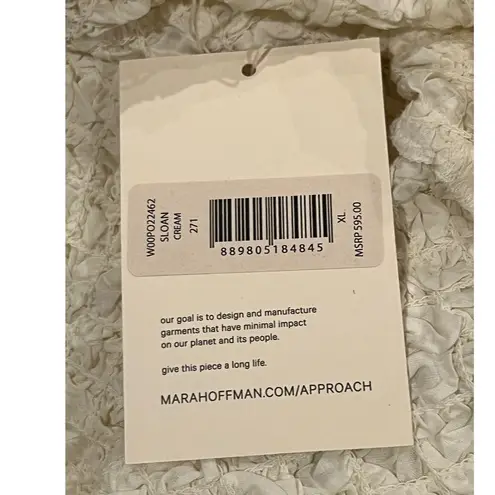 W00PO22462
SLOAN
CREAM
271
889805184845
XL
MSRP 595.00
our goal is to design and manufacture
garments that have minimal impact
on our planet and its people.
give this piece a long life.
MARAHOFFMAN.COM/APPROACH